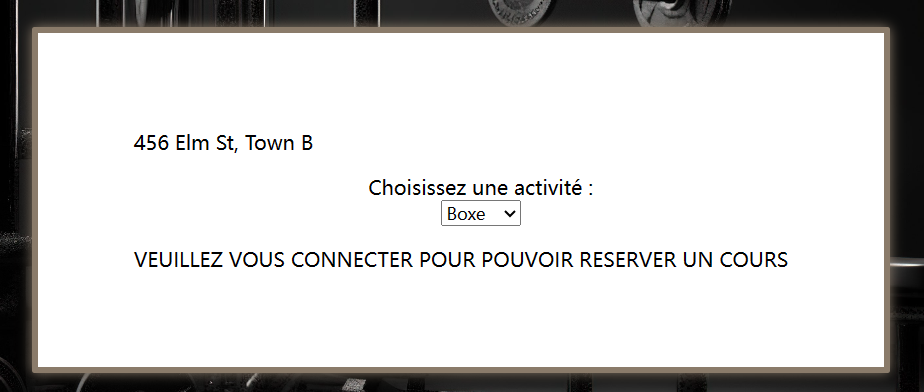 456 Elm St, Town B
Choisissez une activité :
Boxe
VEUILLEZ VOUS CONNECTER POUR POUVOIR RESERVER UN COURS